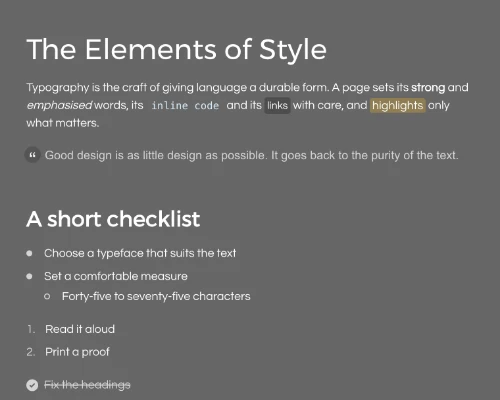 The Elements of Style
Typography is the craft of giving language a durable form. A page sets its strong and
emphasised words, its inline code and its links with care, and highlights only
what matters.
“ Good design is as little design as possible. It goes back to the purity of the text.
A short checklist
Choose a typeface that suits the text
Set a comfortable measure
Forty-five to seventy-five characters
1. Read it aloud
2. Print a proof
Fix the headings